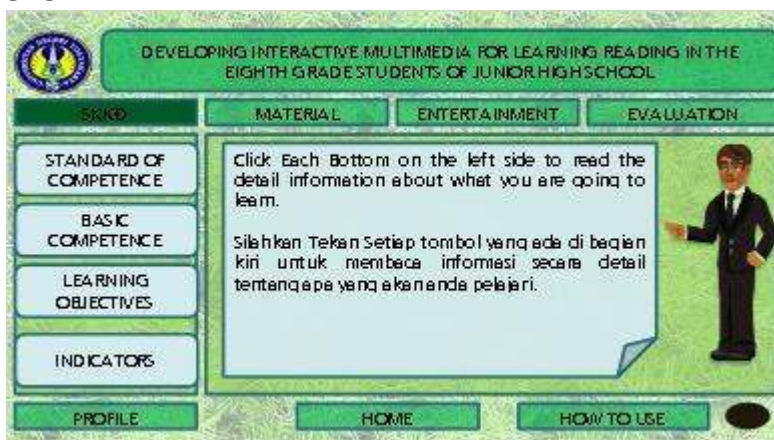 DEVELOPING INTERACTIVE MULTIMEDIA FOR LEARNING READING IN THE
EIGHTH GRADE STUDENTS OF JUNIOR HIGH SCHOOL
SKKD
MATERIAL
ENTERTAINMENT
EVALUATION
STANDARD OF
COMPETENCE
BASIC
COMPETENCE
LEARNING
OBJECTIVES
INDICATORS
Click Each Bottom on the left side to read the
detail information about what you are going to
learn.
Silahkan Tekan Setiap tombol yang ada di bagian
kiri untuk membaca informasi secara detail
tentang apa yang akan anda pelajari.
PROFILE
HOME
HOW TO USE